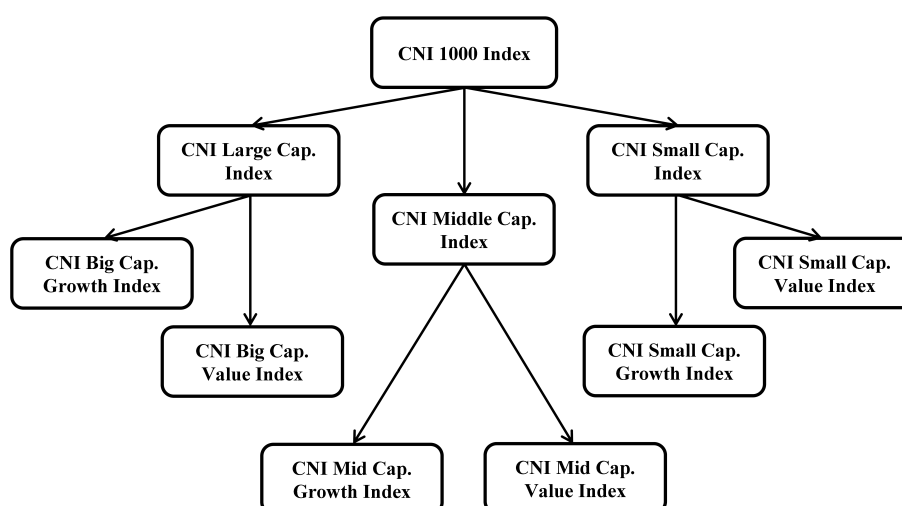 CNI 1000 Index
CNI Large Cap.
Index
CNI Small Cap.
Index
CNI Middle Cap.
Index
CNI Big Cap.
Growth Index
CNI Small Cap.
Value Index
CNI Big Cap.
Value Index
CNI Small Cap.
Growth Index
CNI Mid Cap.
Growth Index
CNI Mid Cap.
Value Index